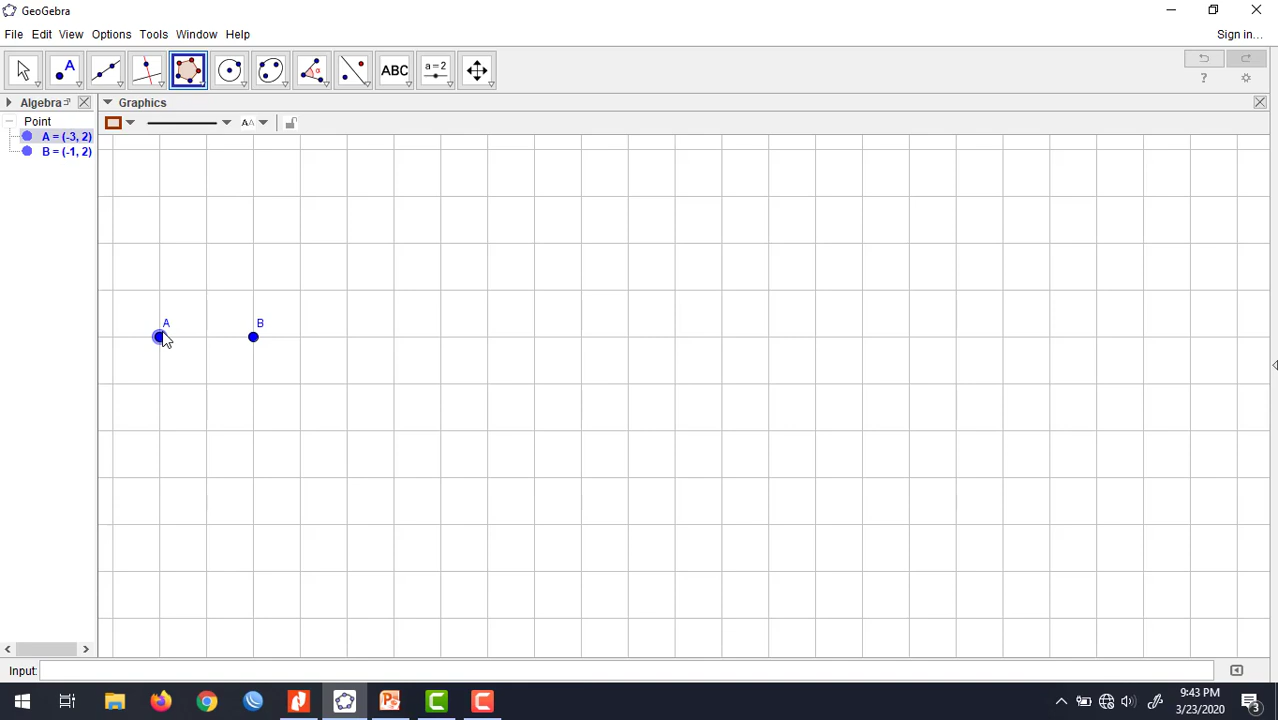 GeoGebra
File Edit View Options Tools Window Help
Sign in...
A
ABC
a = 2
?
Algebra
Graphics
Point
A = (-3, 2)
B = (-1, 2)
A
B
Input:
9:43 PM
3/23/2020
3